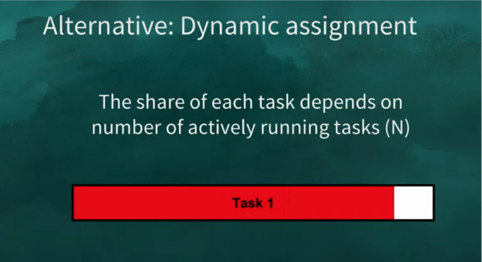 Alternative: Dynamic assignment
The share of each task depends on
number of actively running tasks (N)
Task 1